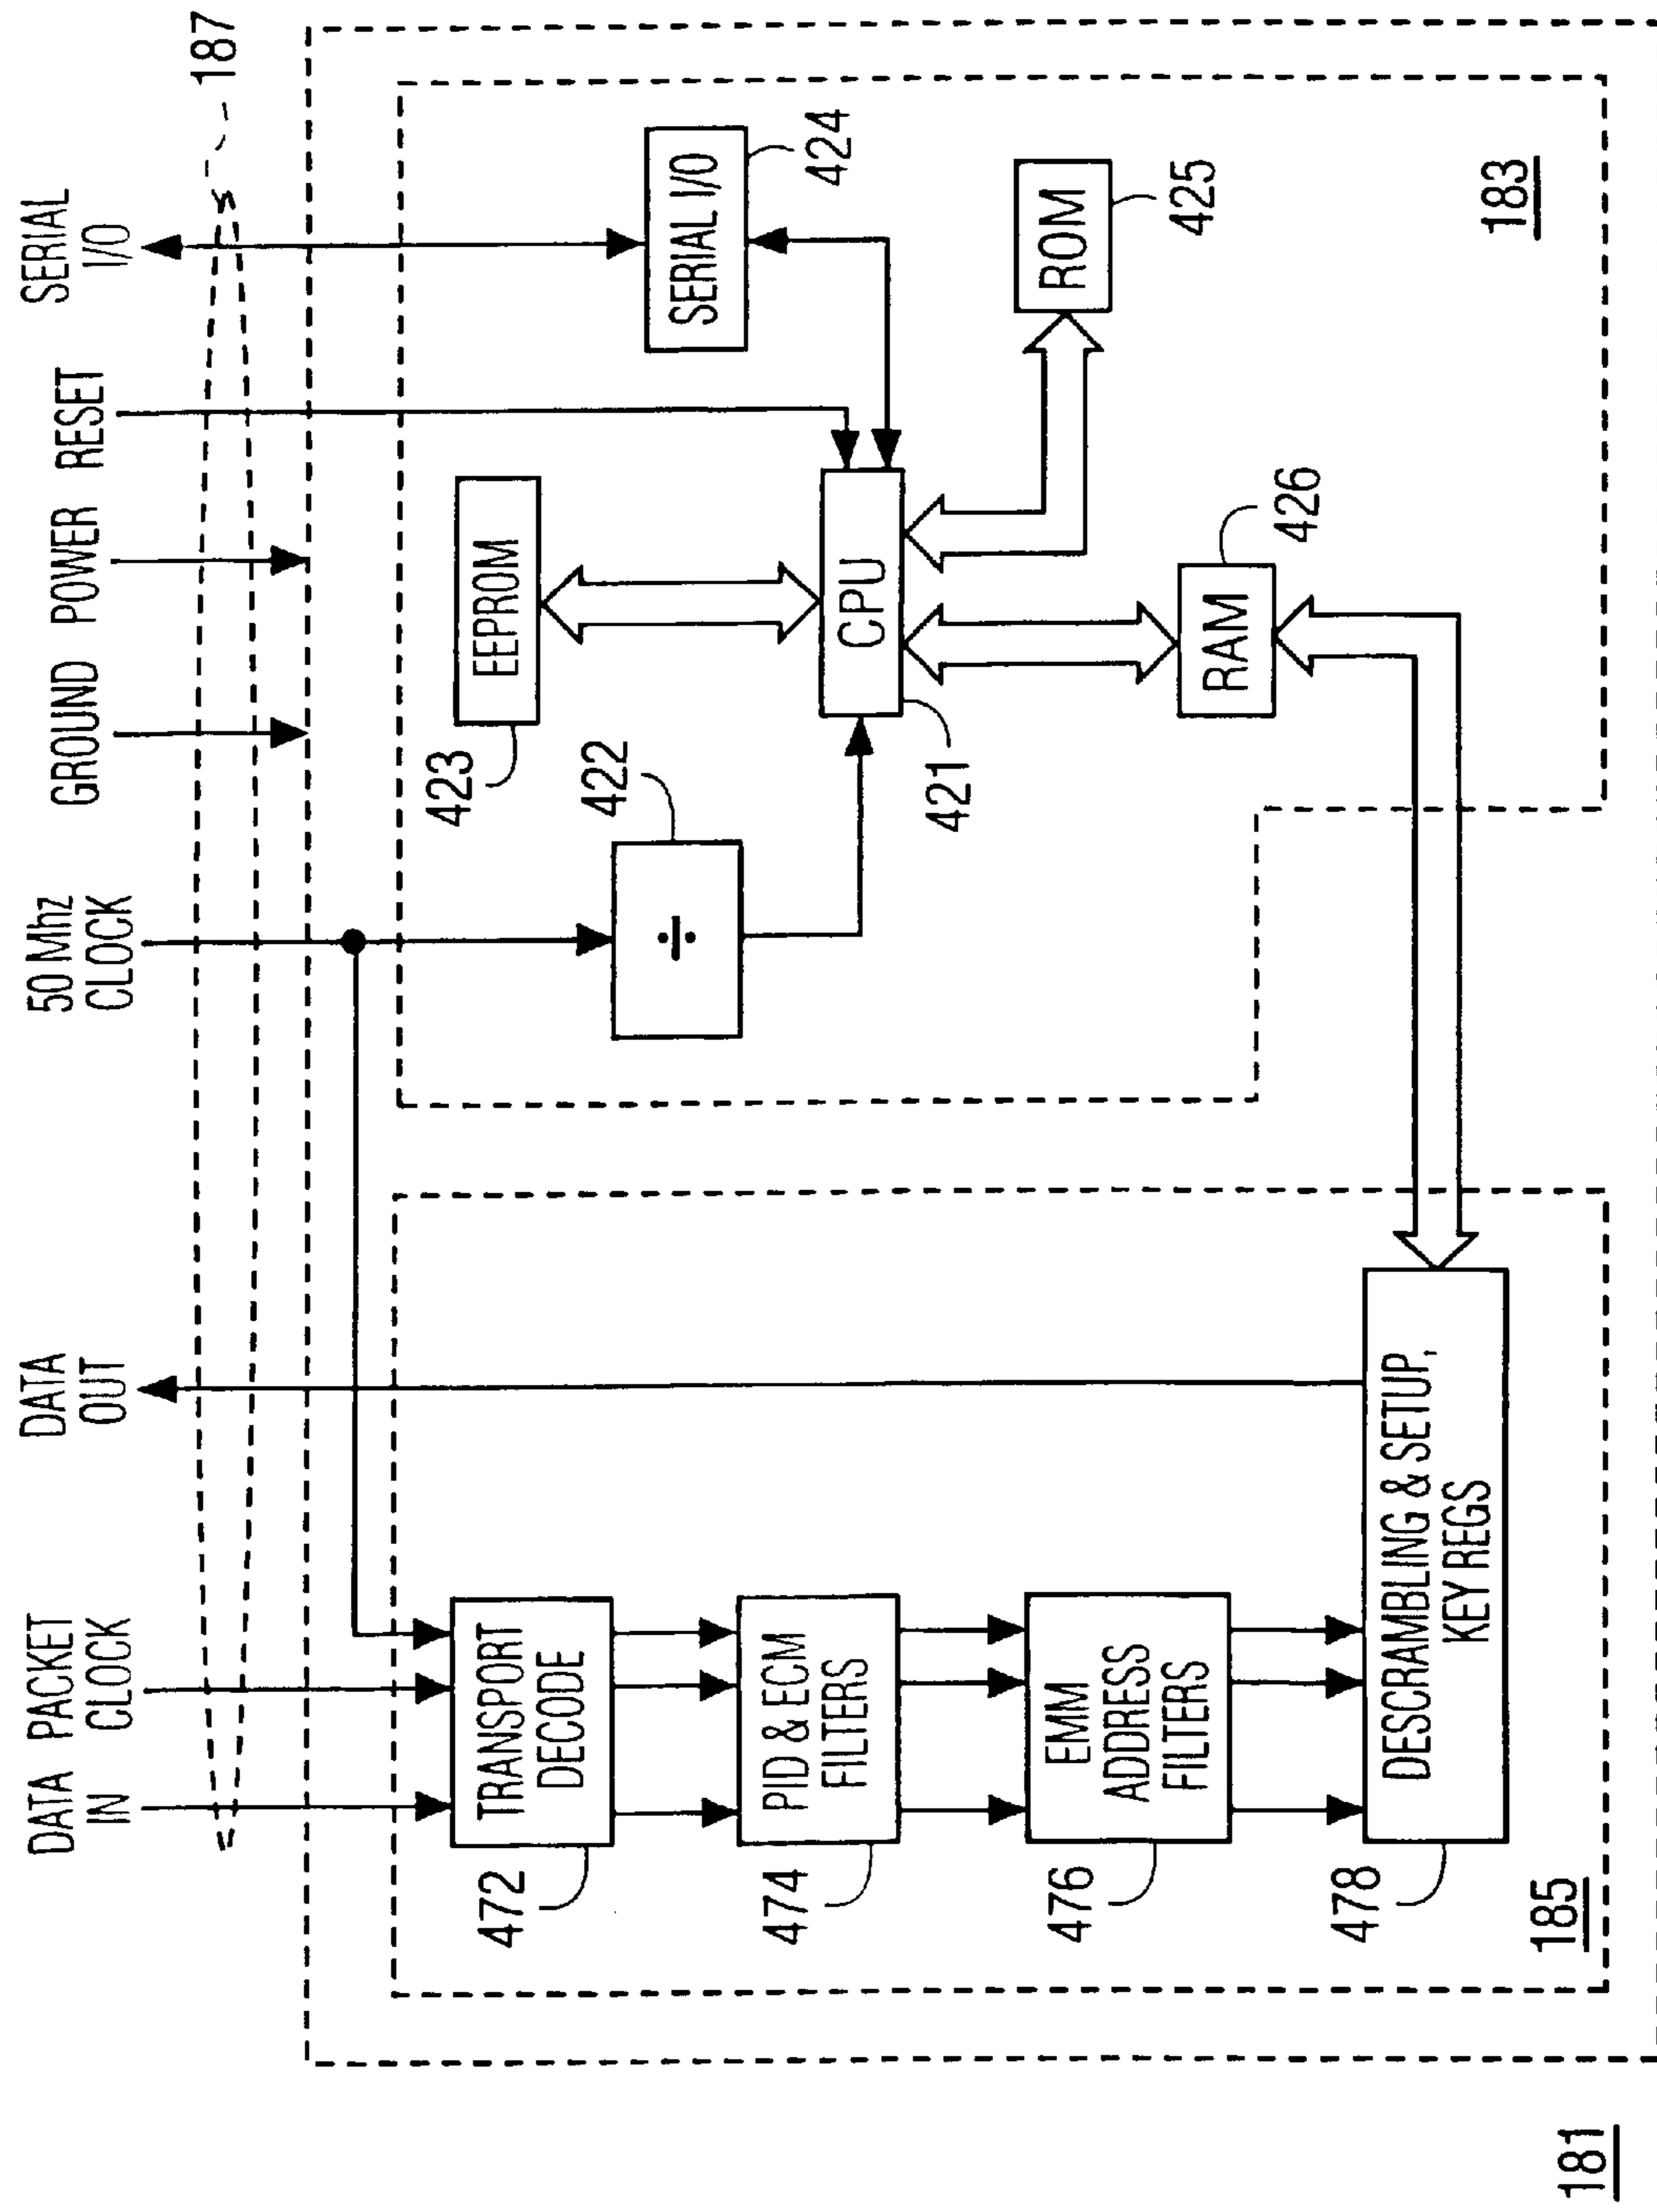 DATA
IN
PACKET
CLOCK
DATA
OUT
50 Mhz
CLOCK
GROUND
POWER
RESET
SERIAL
I/O
187
472
TRANSPORT
DECODE
474
PID & ECM
FILTERS
476
EMM
ADDRESS
FILTERS
478
DESCRAMBLING & SETUP,
KEY REGS
185
423
EEPROM
422
÷
SERIAL I/O
424
CPU
421
ROM
425
RAM
426
183
181